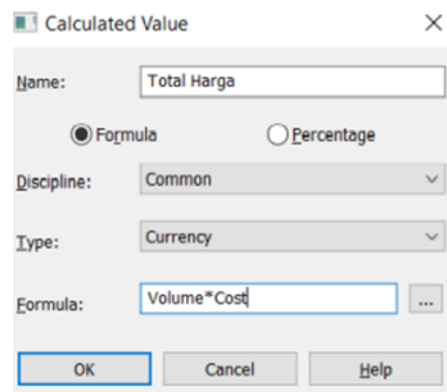 Calculated Value
Name: Total Harga
Formula Percentage
Discipline: Common
Type: Currency
Formula: Volume*Cost ...
OK Cancel Help